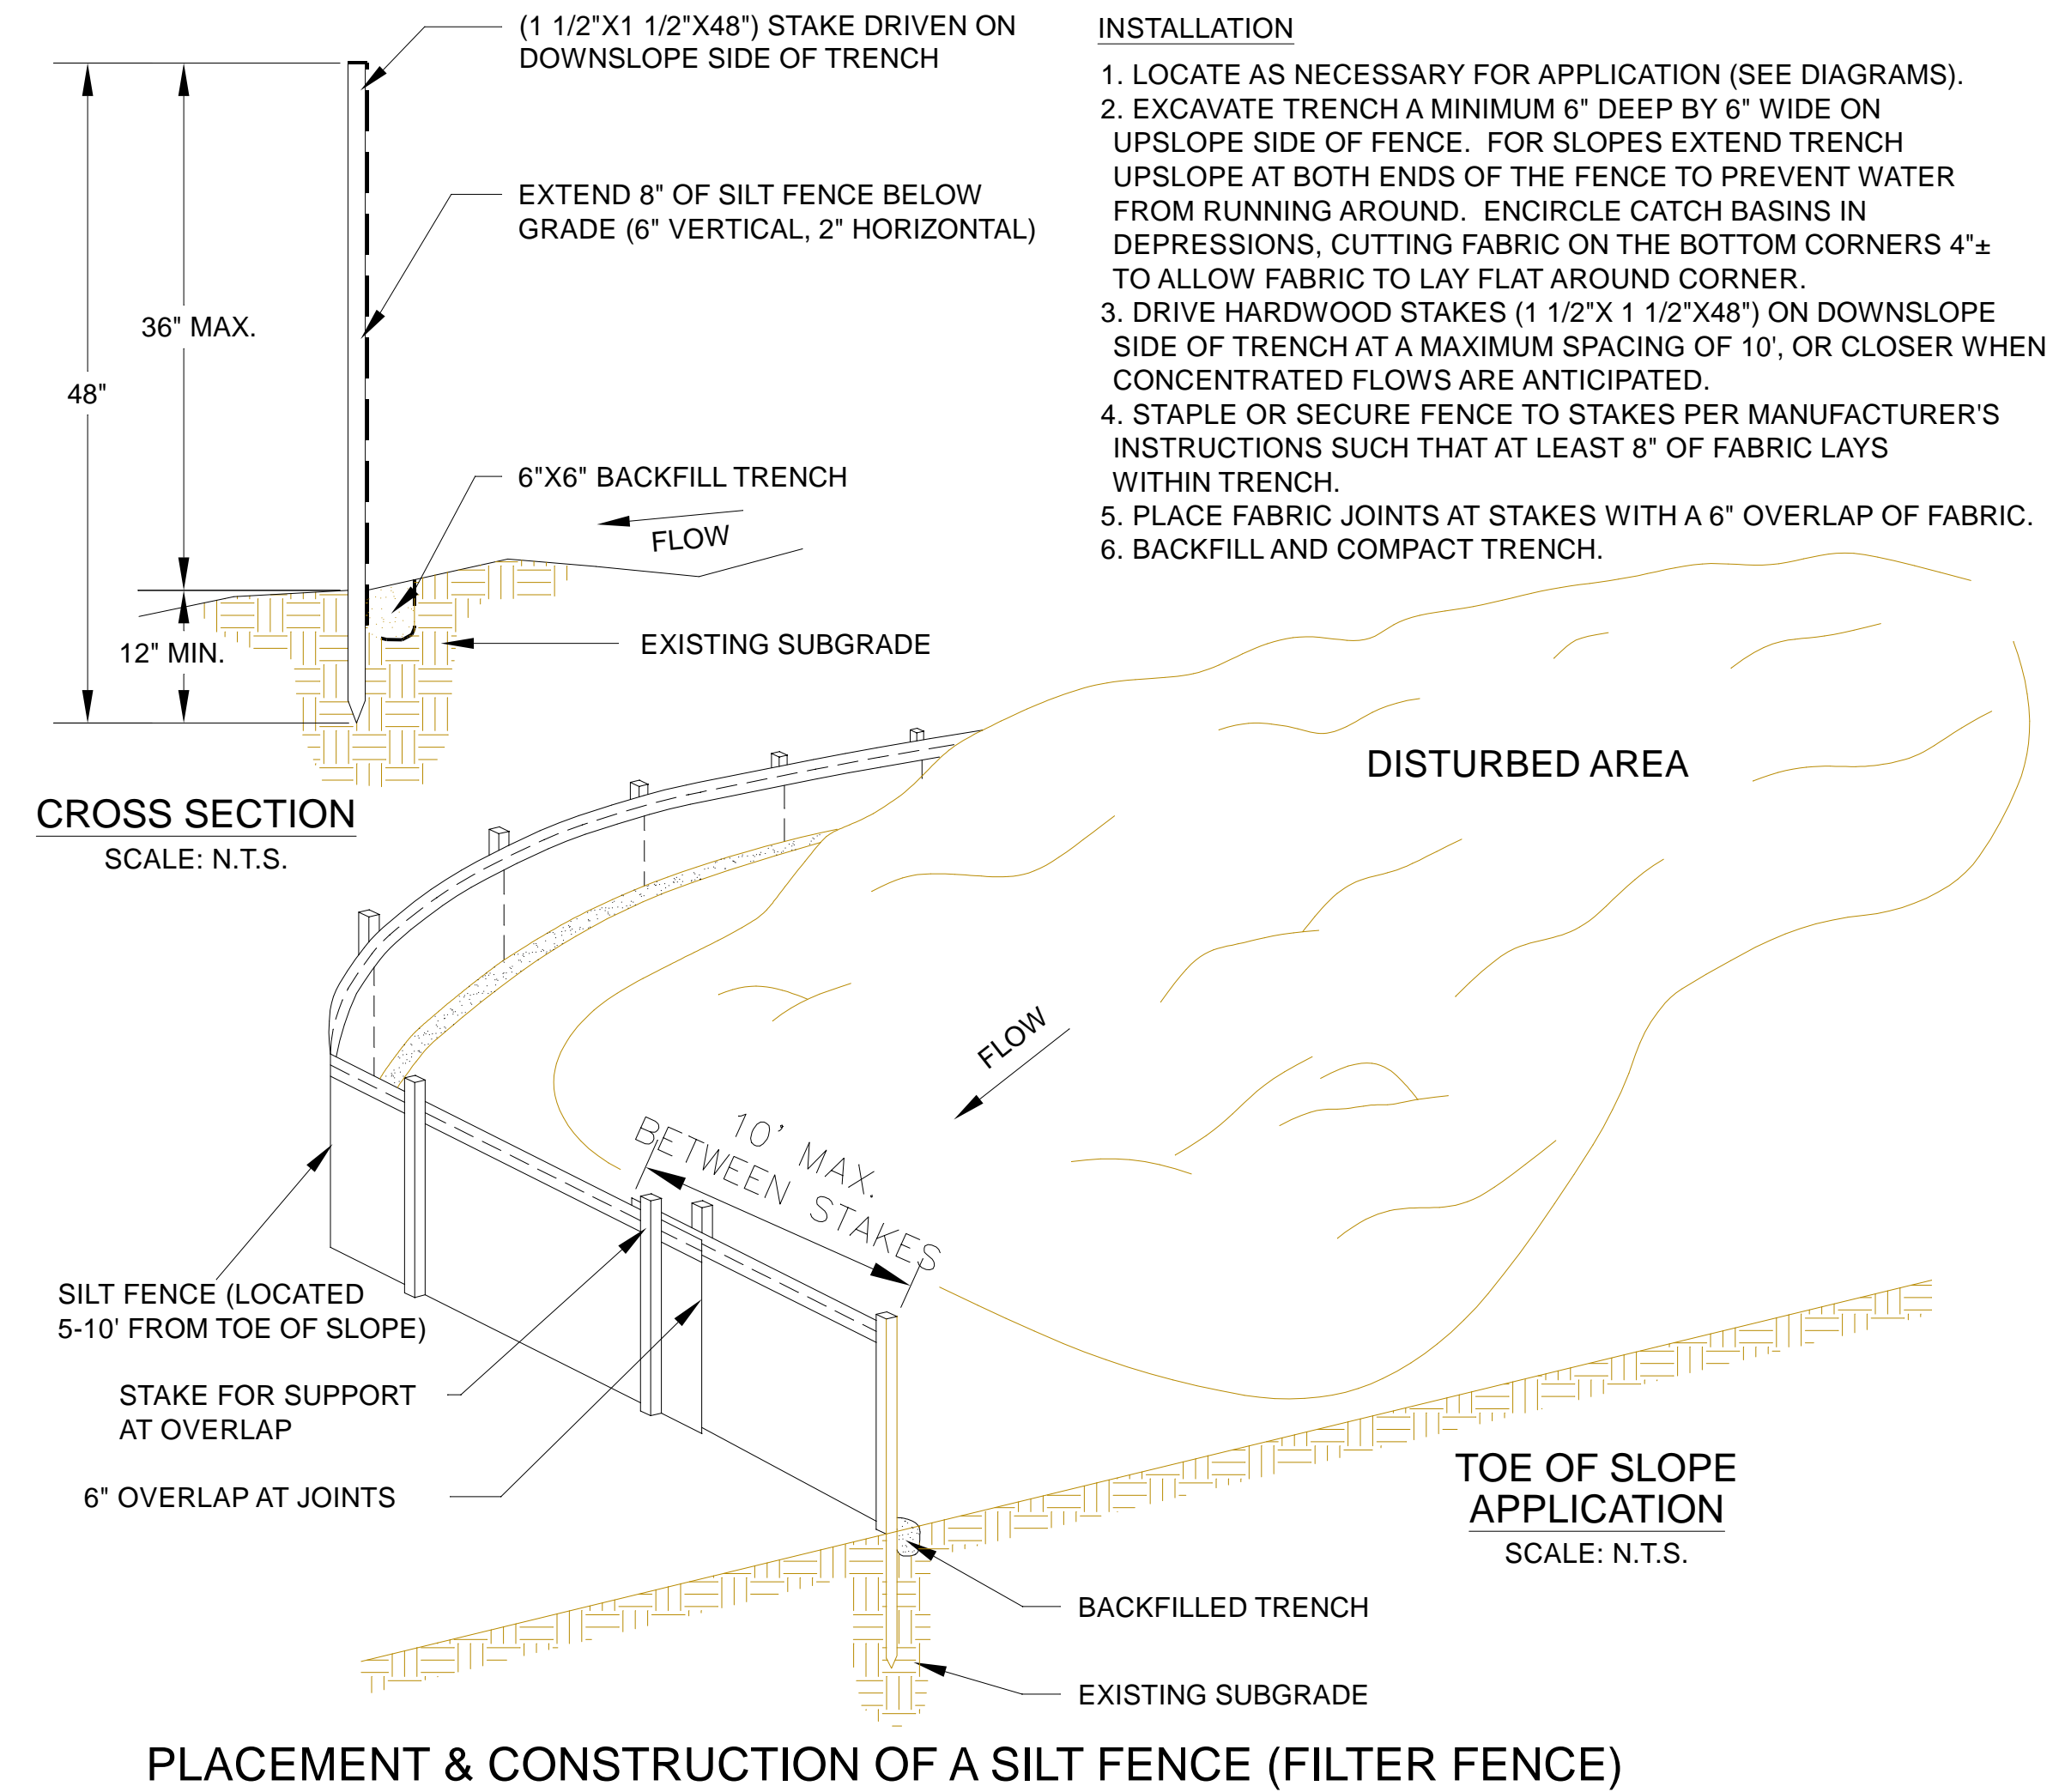 (1 1/2"X1 1/2"X48") STAKE DRIVEN ON
DOWNSLOPE SIDE OF TRENCH
EXTEND 8" OF SILT FENCE BELOW
GRADE (6" VERTICAL, 2" HORIZONTAL)
36" MAX.
48"
6"X6" BACKFILL TRENCH
FLOW
12" MIN.
EXISTING SUBGRADE
CROSS SECTION
SCALE: N.T.S.
INSTALLATION
1. LOCATE AS NECESSARY FOR APPLICATION (SEE DIAGRAMS).
2. EXCAVATE TRENCH A MINIMUM 6" DEEP BY 6" WIDE ON
UPSLOPE SIDE OF FENCE. FOR SLOPES EXTEND TRENCH
UPSLOPE AT BOTH ENDS OF THE FENCE TO PREVENT WATER
FROM RUNNING AROUND. ENCIRCLE CATCH BASINS IN
DEPRESSIONS, CUTTING FABRIC ON THE BOTTOM CORNERS 4"±
TO ALLOW FABRIC TO LAY FLAT AROUND CORNER.
3. DRIVE HARDWOOD STAKES (1 1/2"X 1 1/2"X48") ON DOWNSLOPE
SIDE OF TRENCH AT A MAXIMUM SPACING OF 10', OR CLOSER WHEN
CONCENTRATED FLOWS ARE ANTICIPATED.
4. STAPLE OR SECURE FENCE TO STAKES PER MANUFACTURER'S
INSTRUCTIONS SUCH THAT AT LEAST 8" OF FABRIC LAYS
WITHIN TRENCH.
5. PLACE FABRIC JOINTS AT STAKES WITH A 6" OVERLAP OF FABRIC.
6. BACKFILL AND COMPACT TRENCH.
DISTURBED AREA
FLOW
10' MAX.
BETWEEN STAKES
SILT FENCE (LOCATED
5-10' FROM TOE OF SLOPE)
STAKE FOR SUPPORT
AT OVERLAP
6" OVERLAP AT JOINTS
TOE OF SLOPE
APPLICATION
SCALE: N.T.S.
BACKFILLED TRENCH
EXISTING SUBGRADE
PLACEMENT & CONSTRUCTION OF A SILT FENCE (FILTER FENCE)